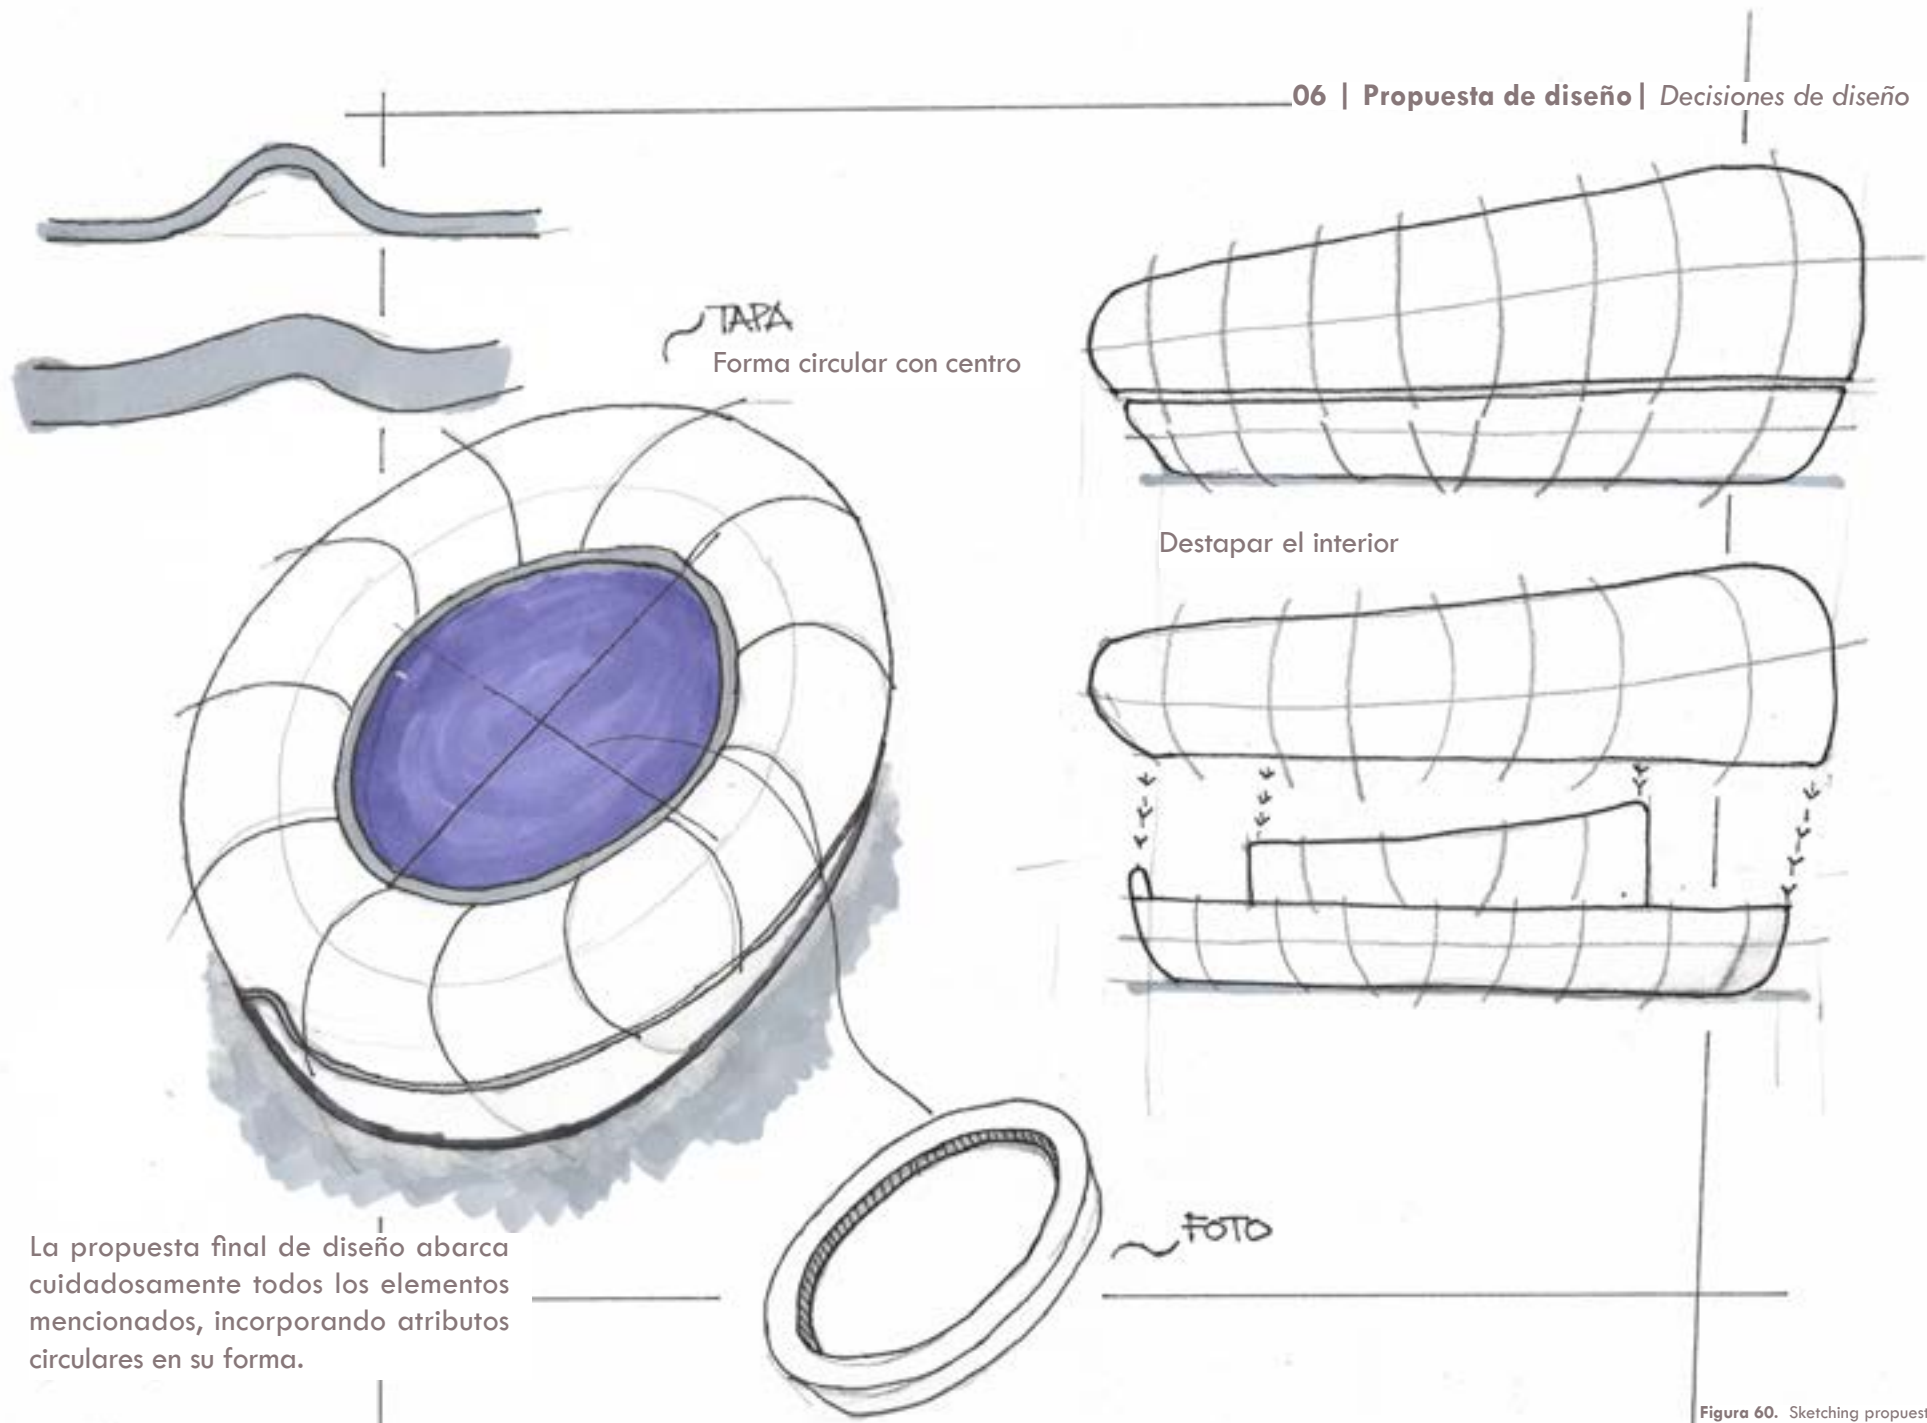 06 | Propuesta de diseño| Decisiones de diseño
TAPA
Forma circular con centro
Destapar el interior
FOTO
La propuesta final de diseño abarca
cuidadosamente todos los elementos
mencionados, incorporando atributos
circulares en su forma.
Figura 60. Sketching propuest